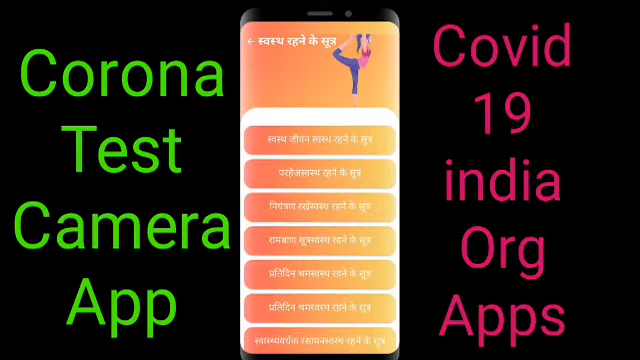 Corona
Test
Camera
App
← स्वस्थ रहने के सूत्र
स्वस्थ जीवन स्वस्थ रहने के सूत्र
परहेजस्वस्थ रहने के सूत्र
नियंत्रण रखेंस्वस्थ रहने के सूत्र
रामबाण सूत्रस्वस्थ रहने के सूत्र
प्रतिदिन श्रमस्वस्थ रहने के सूत्र
प्रतिदिन श्रमस्वस्थ रहने के सूत्र
स्वास्थ्यवर्धक रसायनस्वस्थ रहने के सूत्र
Covid
19
india
Org
Apps